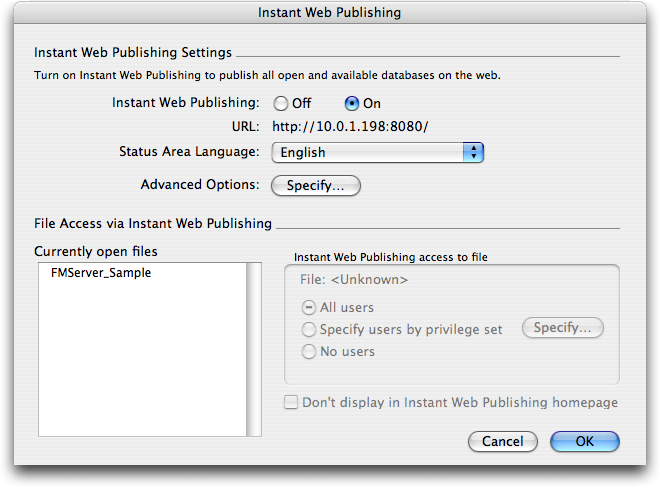 Instant Web Publishing
Instant Web Publishing Settings
Turn on Instant Web Publishing to publish all open and available databases on the web.
Instant Web Publishing: Off On
URL: http://10.0.1.198:8080/
Status Area Language: English
Advanced Options: Specify...
File Access via Instant Web Publishing
Currently open files
FMServer_Sample
Instant Web Publishing access to file
File: <Unknown>
All users
Specify users by privilege set Specify...
No users
Don't display in Instant Web Publishing homepage
Cancel OK